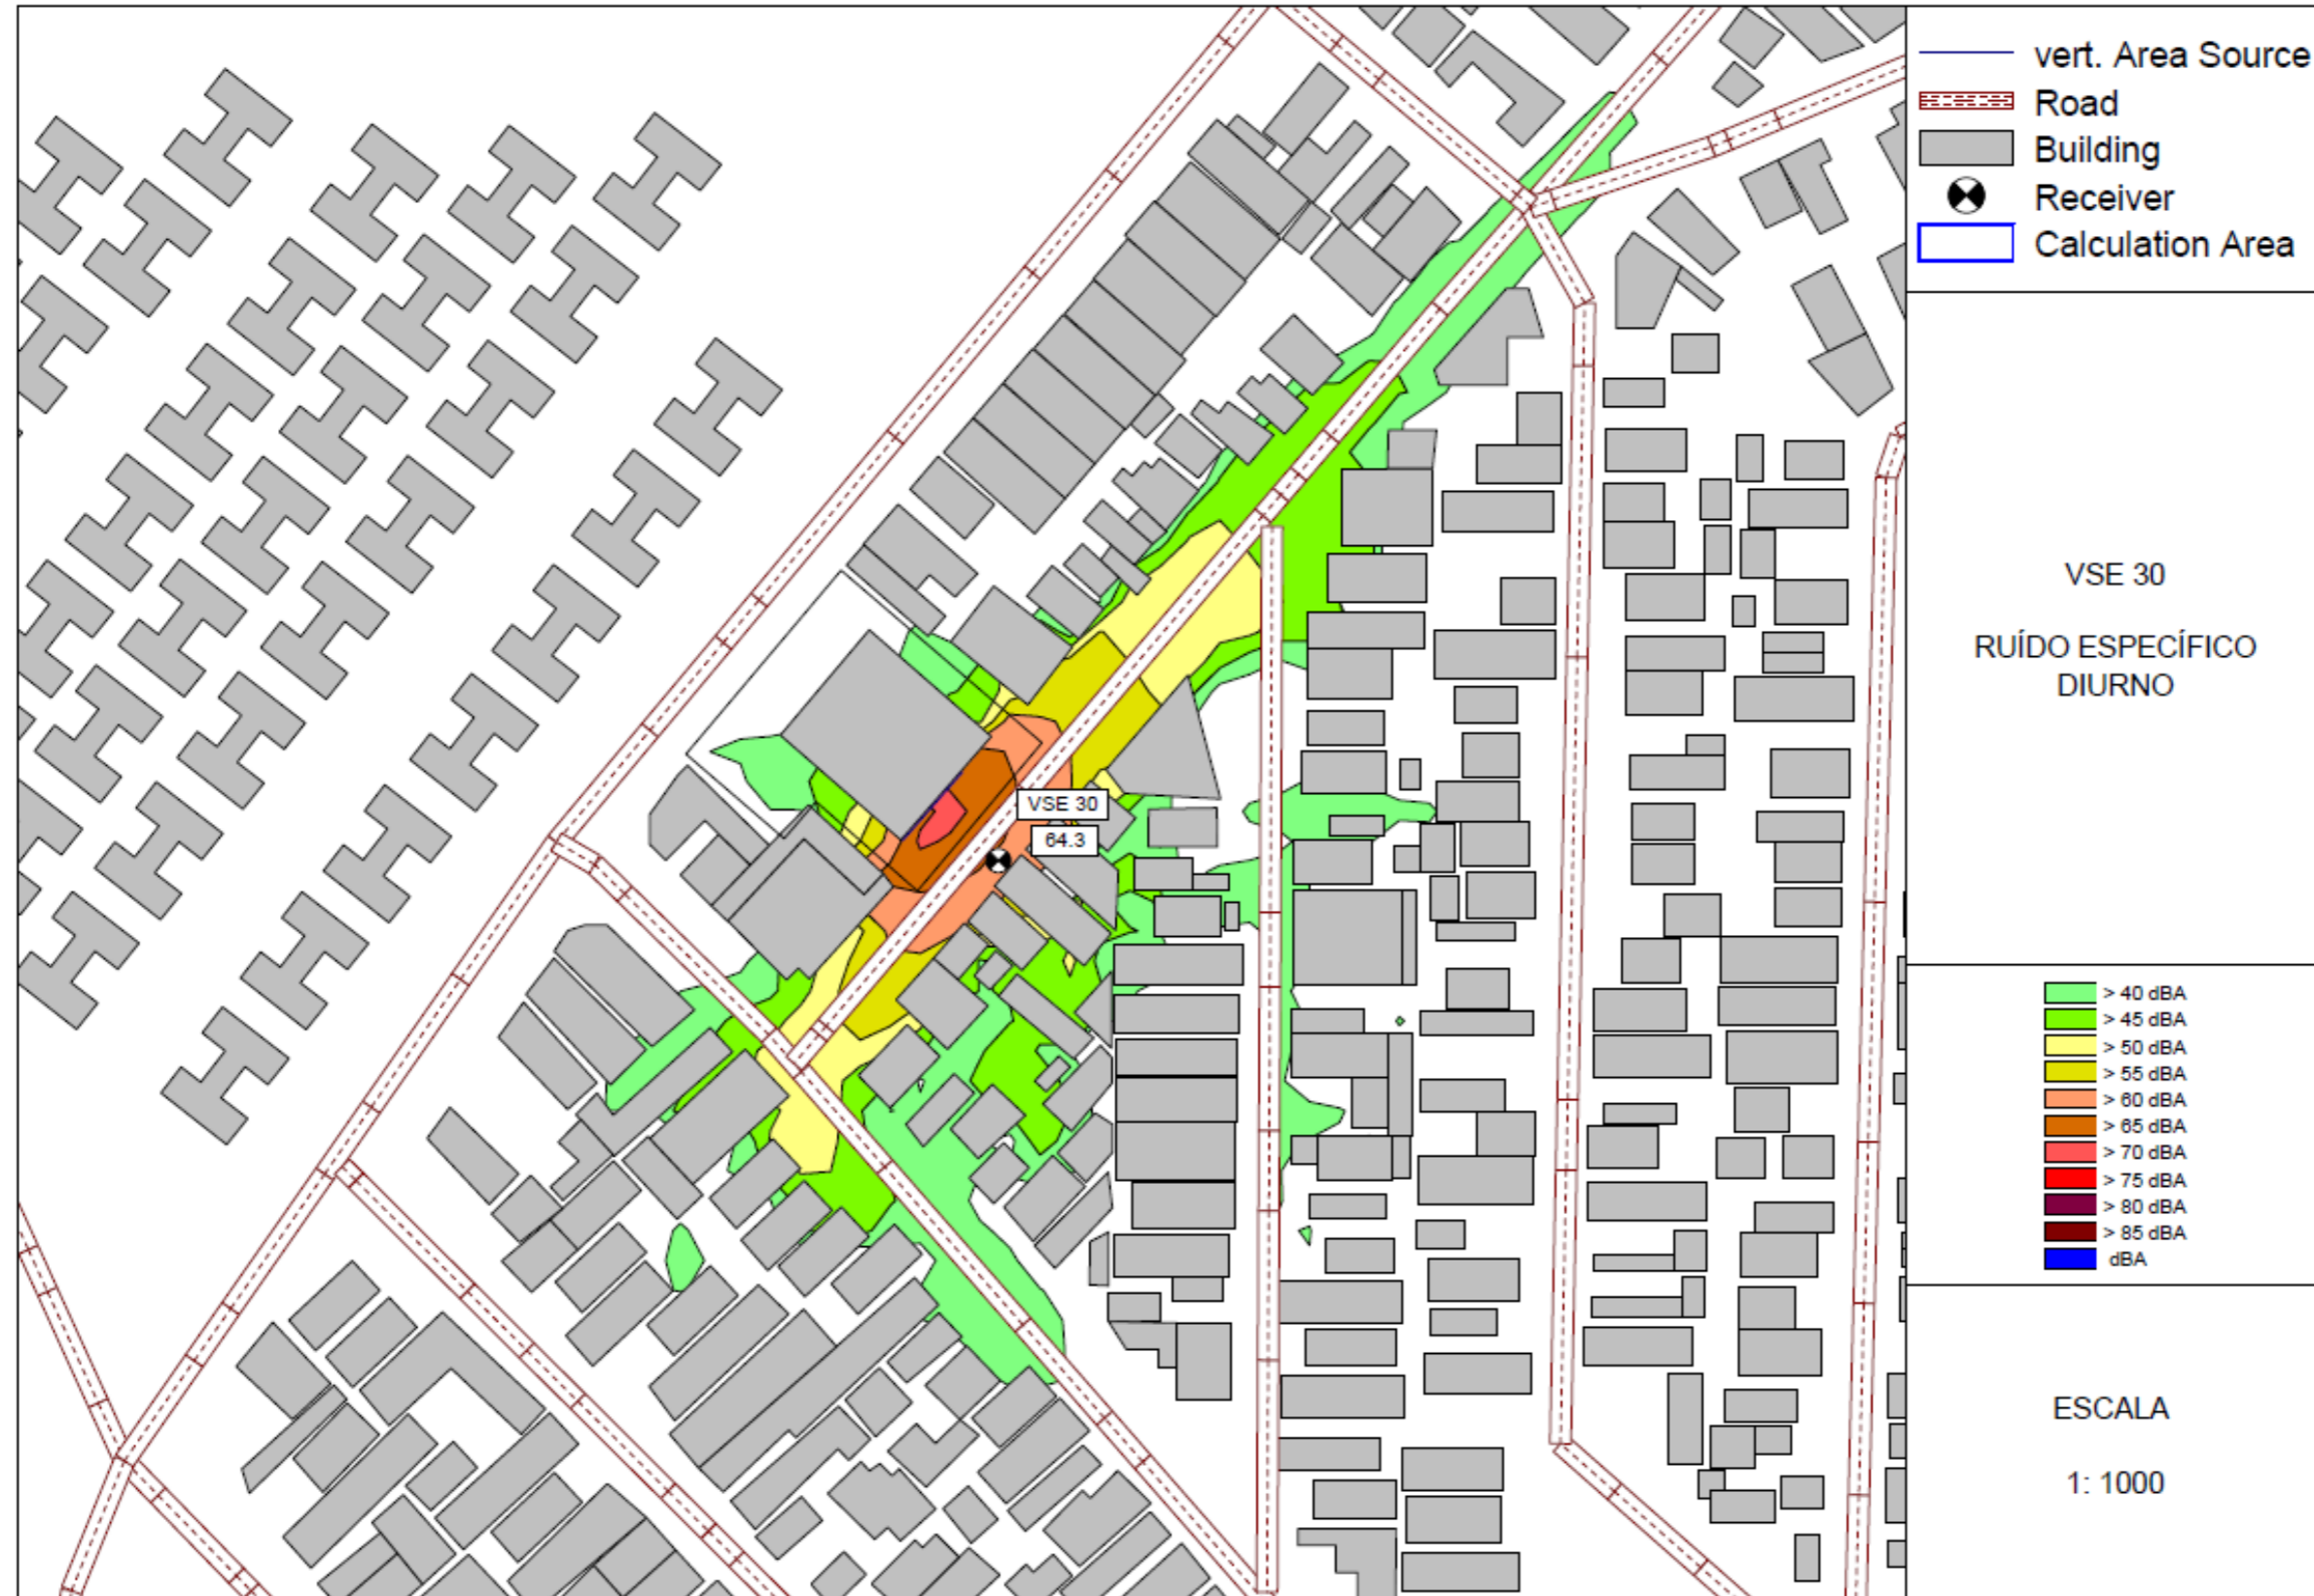 vert. Area Source
Road
Building
Receiver
Calculation Area
VSE 30
RUÍDO ESPECÍFICO
DIURNO
VSE 30
64.3
> 40 dBA
> 45 dBA
> 50 dBA
> 55 dBA
> 60 dBA
> 65 dBA
> 70 dBA
> 75 dBA
> 80 dBA
> 85 dBA
dBA
ESCALA
1: 1000